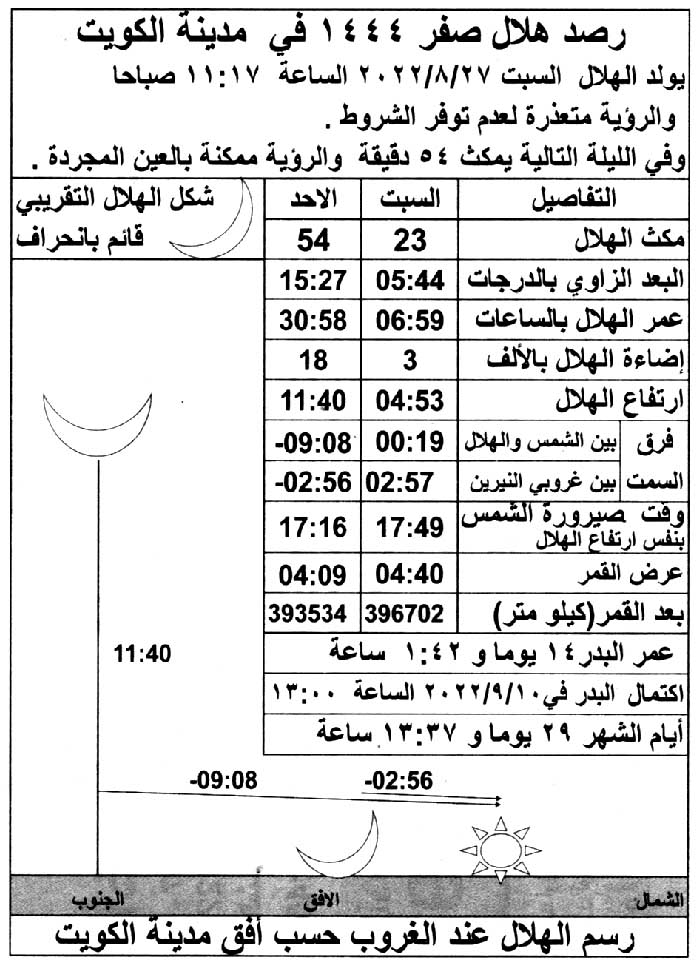 رصد هلال صفر ١٤٤٤ في مدينة الكويت
يولد الهلال السبت ٢٠٢٢/٨/٢٧ الساعة ١١:١٧ صباحا
والرؤية متعذرة لعدم توفر الشروط .
وفي الليلة التالية يمكث ٥٤ دقيقة والرؤية ممكنة بالعين المجردة .
التفاصيل السبت الاحد شكل الهلال التقريبي
مكث الهلال 23 54 قائم بانحراف
البعد الزاوي بالدرجات 05:44 15:27
عمر الهلال بالساعات 06:59 30:58
إضاءة الهلال بالألف 3 18
ارتفاع الهلال 04:53 11:40
فرق بين الشمس والهلال 00:19 -09:08
السمت بين غروبي النيرين 02:57 -02:56
وقت صيرورة الشمس
بنفس ارتفاع الهلال 17:49 17:16
عرض القمر 04:40 04:09
بعد القمر(كيلو متر) 396702 393534
عمر البدر١٤ يوما و ١:٤٢ ساعة
11:40
اكتمال البدر في٢٠٢٢/٩/١٠ الساعة ١٣:٠٠
أيام الشهر ٢٩ يوما و ١٣:٣٧ ساعة
-02:56 -09:08
الشمال الافق الجنوب
رسم الهلال عند الغروب حسب أفق مدينة الكويت